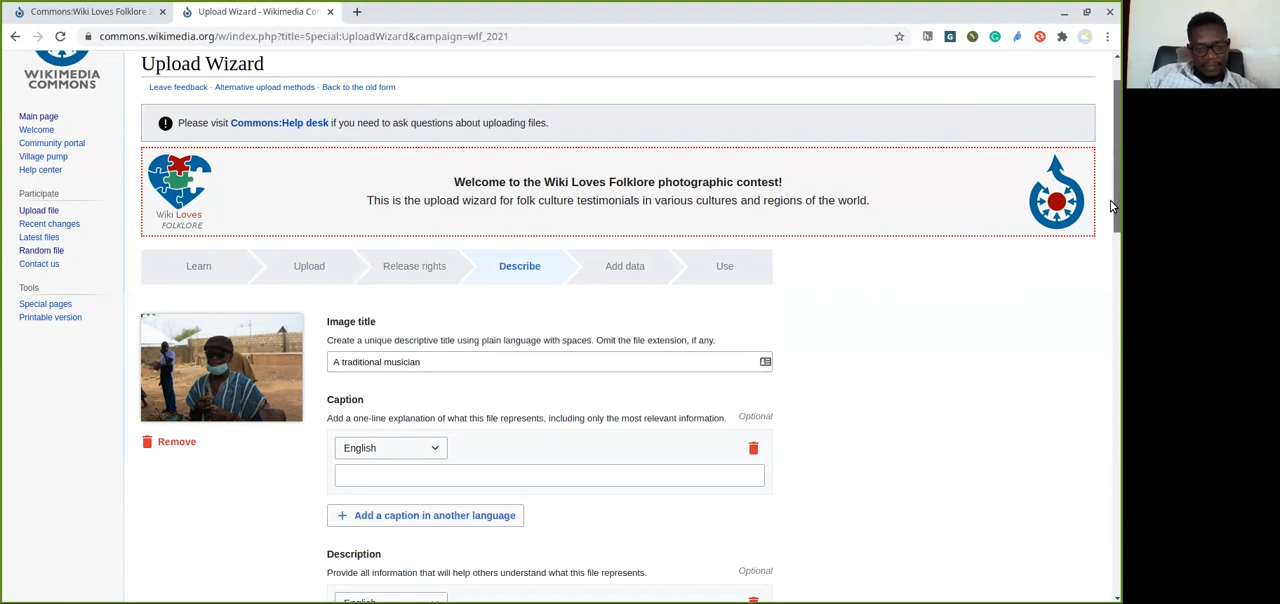 Commons:Wiki Loves Folklore 2
Upload Wizard - Wikimedia Co
commons.wikimedia.org/w/index.php?title=Special:UploadWizard&campaign=wlf_2021
WIKIMEDIA
COMMONS
Main page
Welcome
Community portal
Village pump
Help center
Participate
Upload file
Recent changes
Latest files
Random file
Contact us
Tools
Special pages
Printable version
Upload Wizard
Leave feedback · Alternative upload methods · Back to the old form
Please visit Commons:Help desk if you need to ask questions about uploading files.
Wiki Loves
FOLKLORE
Welcome to the Wiki Loves Folklore photographic contest!
This is the upload wizard for folk culture testimonials in various cultures and regions of the world.
Learn
Upload
Release rights
Describe
Add data
Use
Remove
Image title
Create a unique descriptive title using plain language with spaces. Omit the file extension, if any.
A traditional musician
Caption
Add a one-line explanation of what this file represents, including only the most relevant information.
Optional
English
+ Add a caption in another language
Description
Provide all information that will help others understand what this file represents.
Optional
English